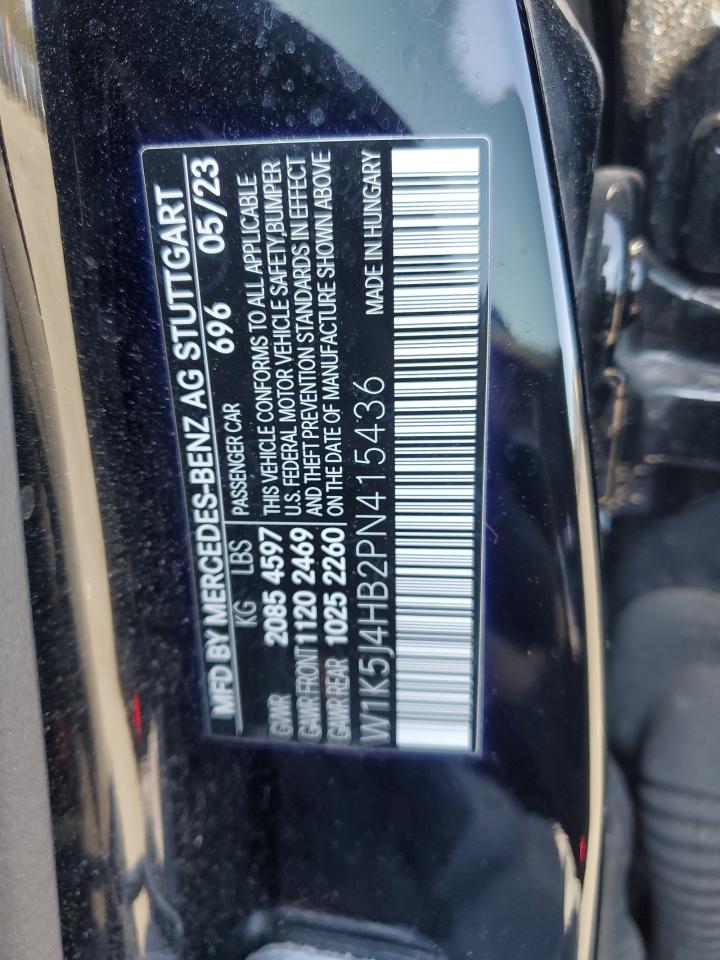 MFD BY MERCEDES-BENZ AG STUTTGART
KG LBS PASSENGER CAR 696 05/23
GVWR 2085 4597 THIS VEHICLE CONFORMS TO ALL APPLICABLE
GAWR FRONT 1120 2469 U.S. FEDERAL MOTOR VEHICLE SAFETY, BUMPER
GAWR REAR 1025 2260 AND THEFT PREVENTION STANDARDS IN EFFECT
ON THE DATE OF MANUFACTURE SHOWN ABOVE
W1K5J4HB2PN415436 MADE IN HUNGARY